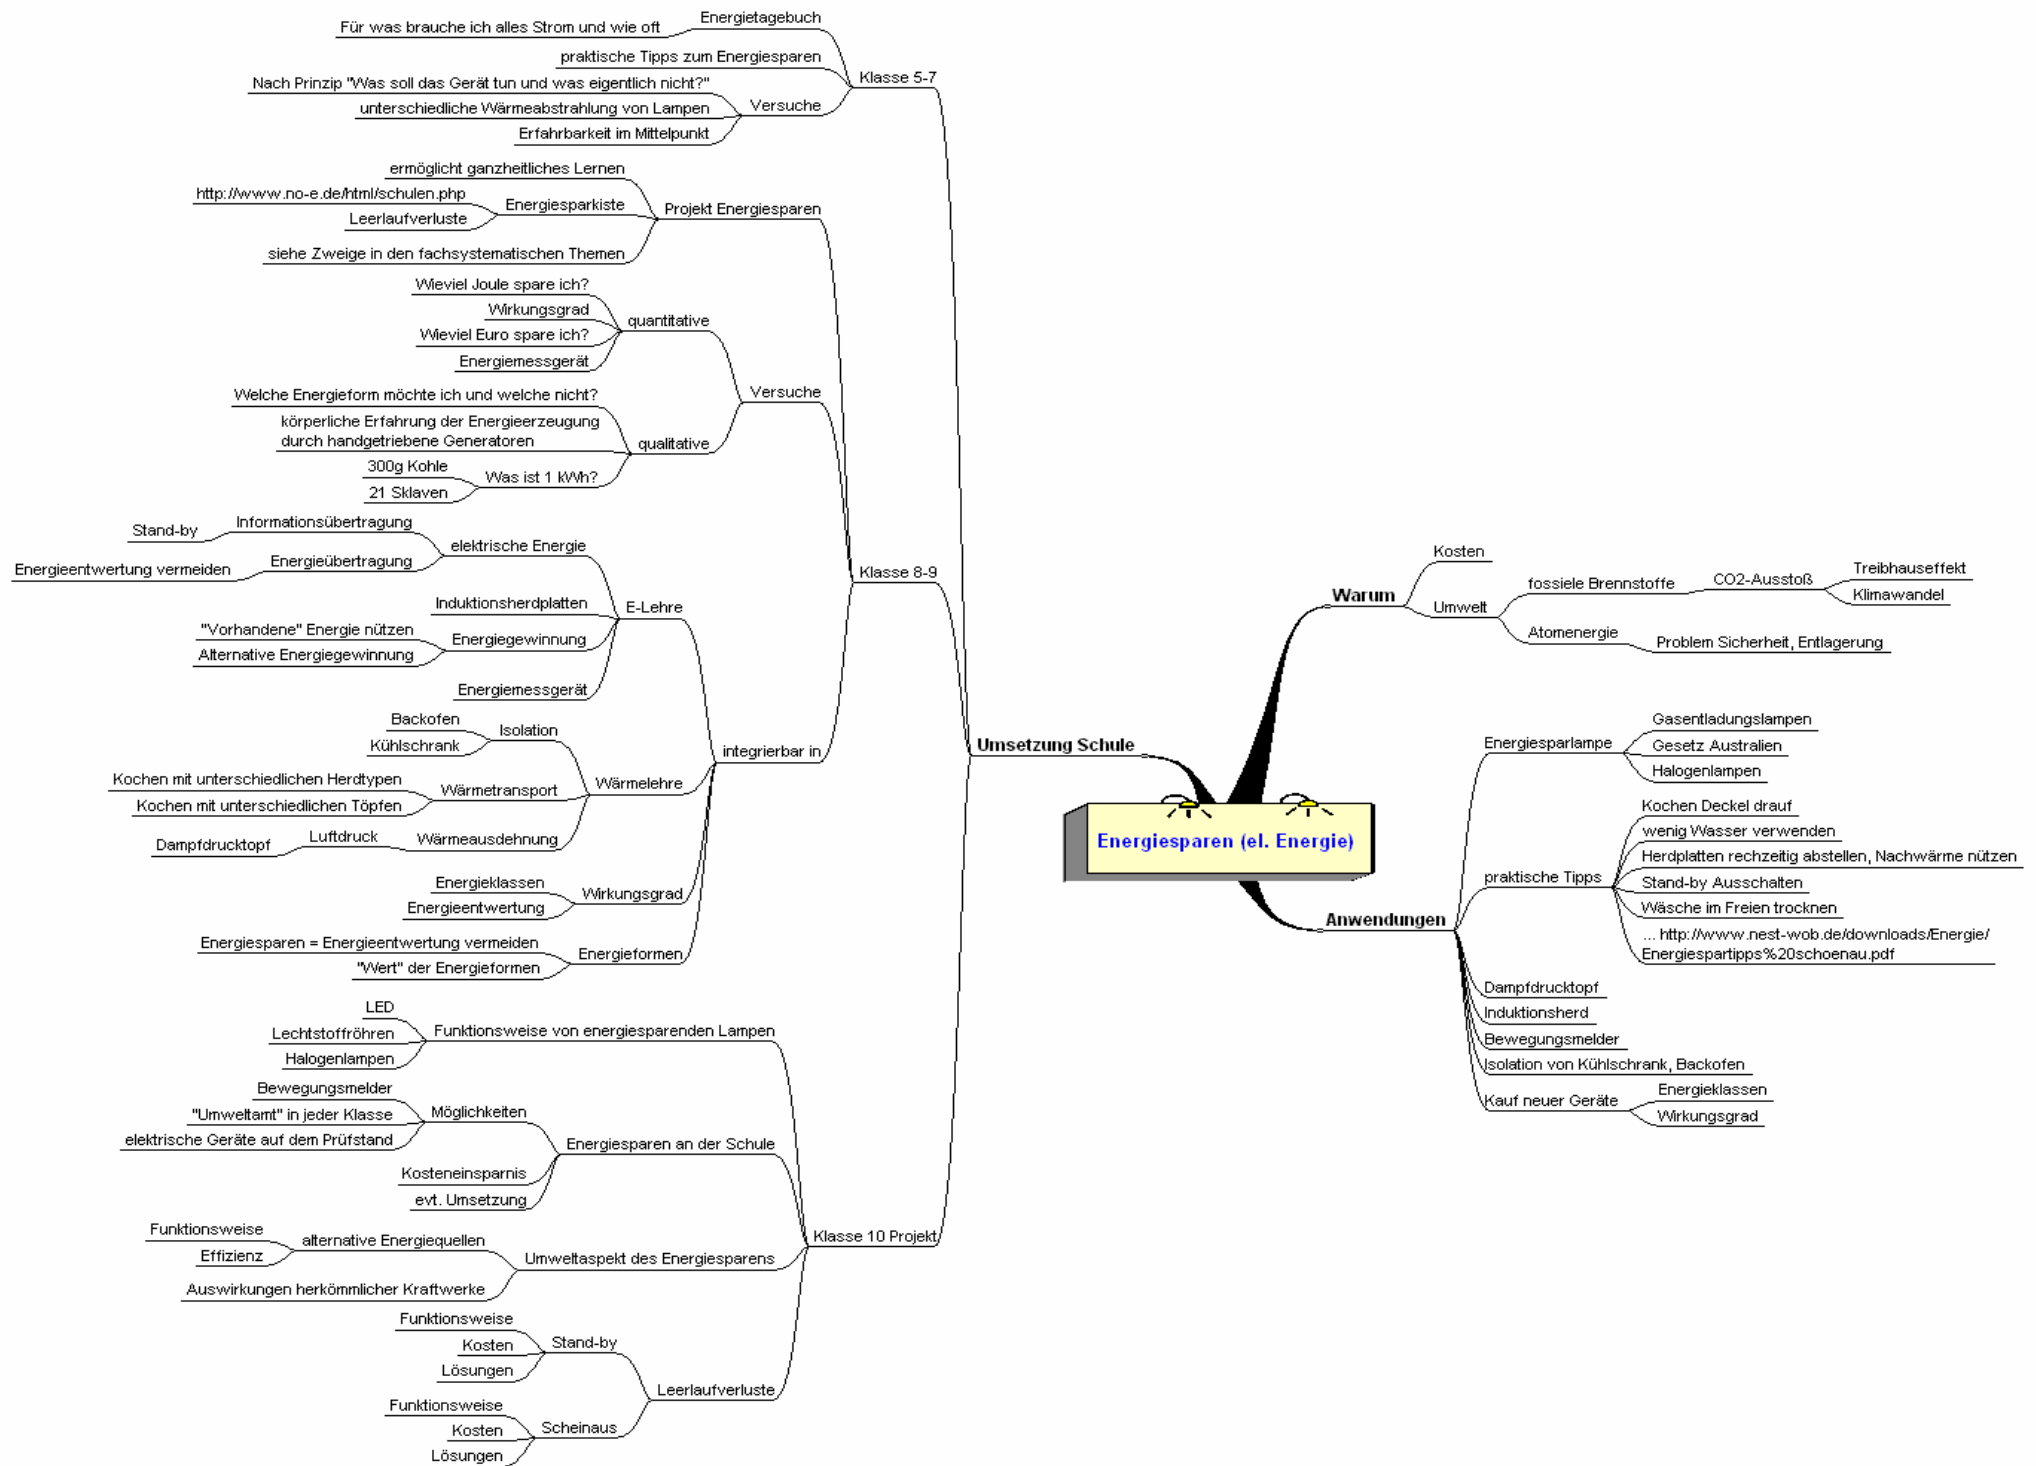 Energietagebuch
Für was brauche ich alles Strom und wie oft
praktische Tipps zum Energiesparen
Klasse 5-7
Nach Prinzip "Was soll das Gerät tun und was eigentlich nicht?"
Versuche
unterschiedliche Wärmeabstrahlung von Lampen
Erfahrbarkeit im Mittelpunkt
ermöglicht ganzheitliches Lernen
http://www.no-e.de/html/schulen.php
Energiesparkiste
Leerlaufverluste
Projekt Energiesparen
siehe Zweige in den fachsystematischen Themen
Wieviel Joule spare ich?
Wirkungsgrad
quantitative
Wieviel Euro spare ich?
Energiemessgerät
Versuche
Welche Energieform möchte ich und welche nicht?
körperliche Erfahrung der Energieerzeugung
durch handgetriebene Generatoren
qualitative
300g Kohle
Was ist 1 kWh?
21 Sklaven
Klasse 8-9
Informationsübertragung
Stand-by
elektrische Energie
Energieübertragung
Energieentwertung vermeiden
Induktionsherdplatten
E-Lehre
"Vorhandene" Energie nützen
Energiegewinnung
Alternative Energiegewinnung
Energiemessgerät
integrierbar in
Backofen
Isolation
Kühlschrank
Kochen mit unterschiedlichen Herdtypen
Wärmetransport
Wärmelehre
Kochen mit unterschiedlichen Töpfen
Luftdruck
Wärmeausdehnung
Dampfdrucktopf
Energieklassen
Wirkungsgrad
Energieentwertung
Energiesparen = Energieentwertung vermeiden
Energieformen
"Wert" der Energieformen
Umsetzung Schule
LED
Lechtstoffröhren
Funktionsweise von energiesparenden Lampen
Halogenlampen
Bewegungsmelder
"Umweltamt" in jeder Klasse
Möglichkeiten
elektrische Geräte auf dem Prüfstand
Energiesparen an der Schule
Kosteneinsparnis
evt. Umsetzung
Klasse 10 Projekt
Funktionsweise
alternative Energiequellen
Effizienz
Umweltaspekt des Energiesparens
Auswirkungen herkömmlicher Kraftwerke
Funktionsweise
Kosten
Stand-by
Lösungen
Leerlaufverluste
Funktionsweise
Kosten
Scheinaus
Lösungen
Energiesparen (el. Energie)
Warum
Kosten
Umwelt
fossiele Brennstoffe
CO2-Ausstoß
Treibhauseffekt
Klimawandel
Atomenergie
Problem Sicherheit, Entlagerung
Anwendungen
Energiesparlampe
Gasentladungslampen
Gesetz Australien
Halogenlampen
praktische Tipps
Kochen Deckel drauf
wenig Wasser verwenden
Herdplatten rechzeitig abstellen, Nachwärme nützen
Stand-by Ausschalten
Wäsche im Freien trocknen
... http://www.nest-wob.de/downloads/Energie/
Energiespartipps%20schoenau.pdf
Dampfdrucktopf
Induktionsherd
Bewegungsmelder
Isolation von Kühlschrank, Backofen
Kauf neuer Geräte
Energieklassen
Wirkungsgrad